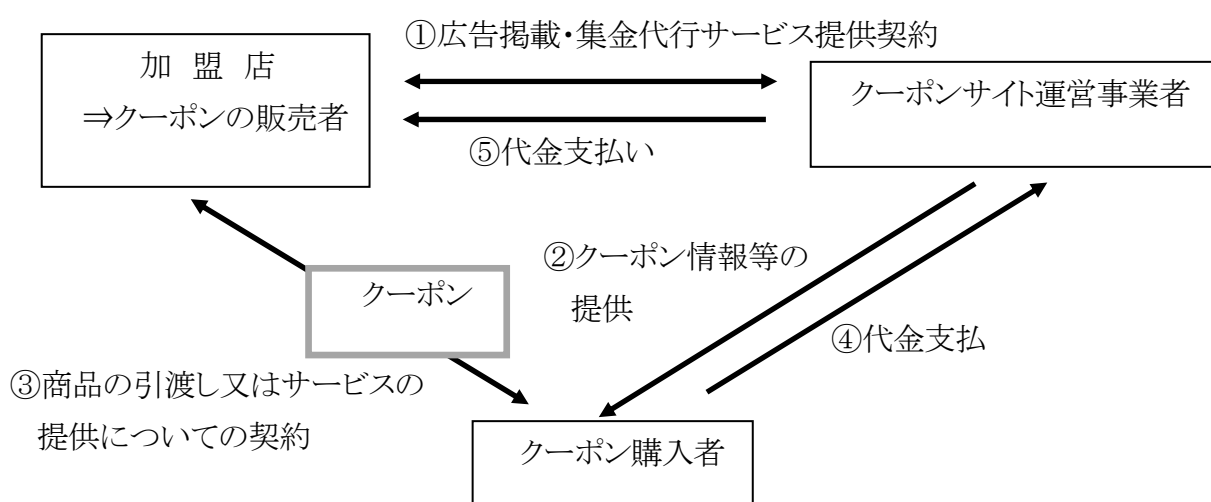 ①広告掲載・集金代行サービス提供契約
加 盟 店
⇒クーポンの販売者
クーポンサイト運営事業者
⑤代金支払い
②クーポン情報等の
提供
クーポン
④代金支払
③商品の引渡し又はサービスの
提供についての契約
クーポン購入者